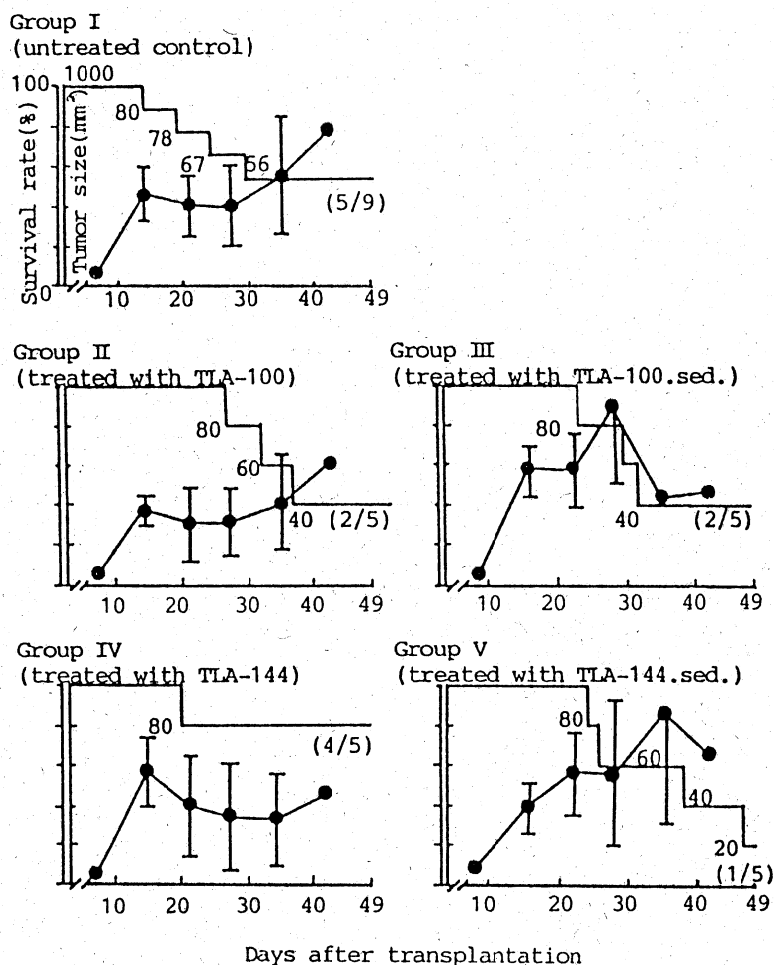 Group I
(untreated control)
100
1000
Survival rate(%)
Tumor size(mm²)
80
78
67
56
(5/9)
0
10 20 30 40 49
Group II
(treated with TLA-100)
80
60
40 (2/5)
10 20 30 40 49
Group III
(treated with TLA-100.sed.)
80
40 (2/5)
10 20 30 40 49
Group IV
(treated with TLA-144)
80
(4/5)
10 20 30 40 49
Group V
(treated with TLA-144.sed.)
80
60
40
20
(1/5)
10 20 30 40 49
Days after transplantation